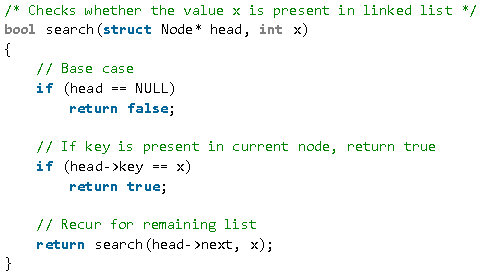 /* Checks whether the value x is present in linked list */
bool search(struct Node* head, int x)
{
    // Base case
    if (head == NULL)
        return false;

    // If key is present in current node, return true
    if (head->key == x)
        return true;

    // Recur for remaining list
    return search(head->next, x);
}